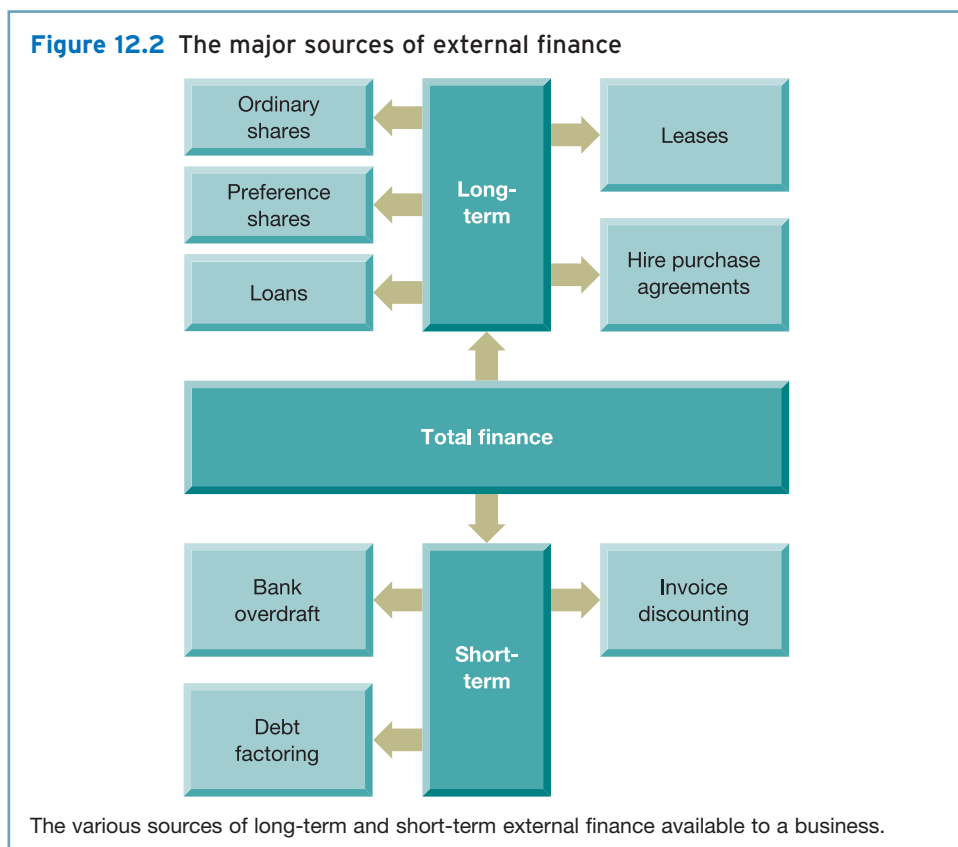 Figure 12.2 The major sources of external finance
Ordinary
shares
Preference
shares
Loans
Long-
term
Leases
Hire purchase
agreements
Total finance
Bank
overdraft
Debt
factoring
Short-
term
Invoice
discounting
The various sources of long-term and short-term external finance available to a business.